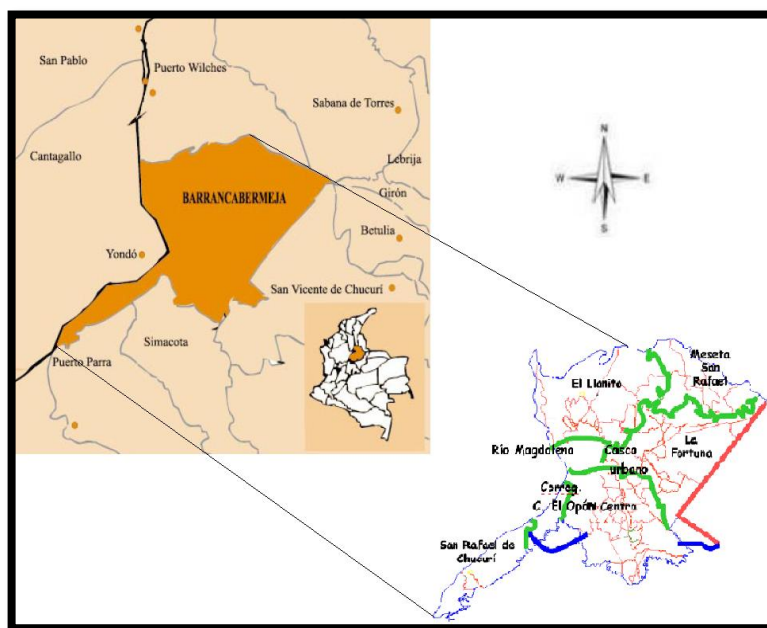 San Pablo
Puerto Wilches
Sabana de Torres
Cantagallo
Lebrija
BARRANCABERMEJA
Girón
Betulia
Yondó
San Vicente de Chucurí
Simacota
Puerto Parra
N
W E
S
Meseta
San
Rafael
El Llanito
La
Fortuna
Río Magdalena
Casco
urbano
Correg.
C. El Opón Centro
San Rafael de
Chucurí